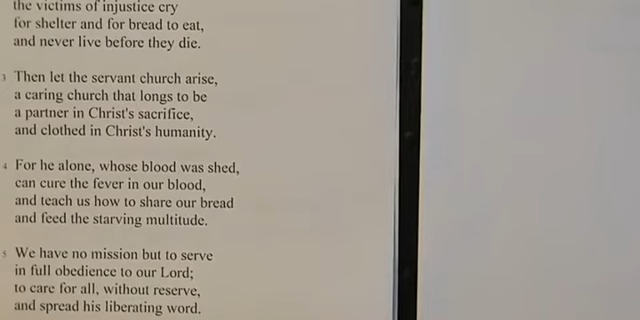 the victims of injustice cry
for shelter and for bread to eat,
and never live before they die.
3 Then let the servant church arise,
a caring church that longs to be
a partner in Christ's sacrifice,
and clothed in Christ's humanity.
4 For he alone, whose blood was shed,
can cure the fever in our blood,
and teach us how to share our bread
and feed the starving multitude.
5 We have no mission but to serve
in full obedience to our Lord;
to care for all, without reserve,
and spread his liberating word.